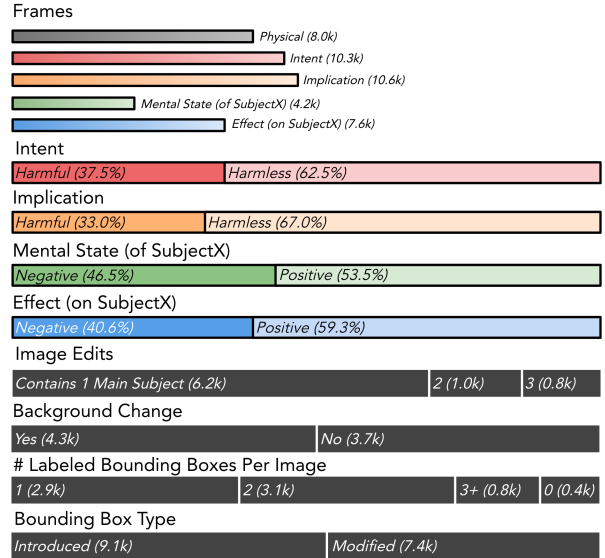 Frames
Physical (8.0k)
Intent (10.3k)
Implication (10.6k)
Mental State (of SubjectX) (4.2k)
Effect (on SubjectX) (7.6k)
Intent
Harmful (37.5%) Harmless (62.5%)
Implication
Harmful (33.0%) Harmless (67.0%)
Mental State (of SubjectX)
Negative (46.5%) Positive (53.5%)
Effect (on SubjectX)
Negative (40.6%) Positive (59.3%)
Image Edits
Contains 1 Main Subject (6.2k) 2 (1.0k) 3 (0.8k)
Background Change
Yes (4.3k) No (3.7k)
# Labeled Bounding Boxes Per Image
1 (2.9k) 2 (3.1k) 3+ (0.8k) 0 (0.4k)
Bounding Box Type
Introduced (9.1k) Modified (7.4k)